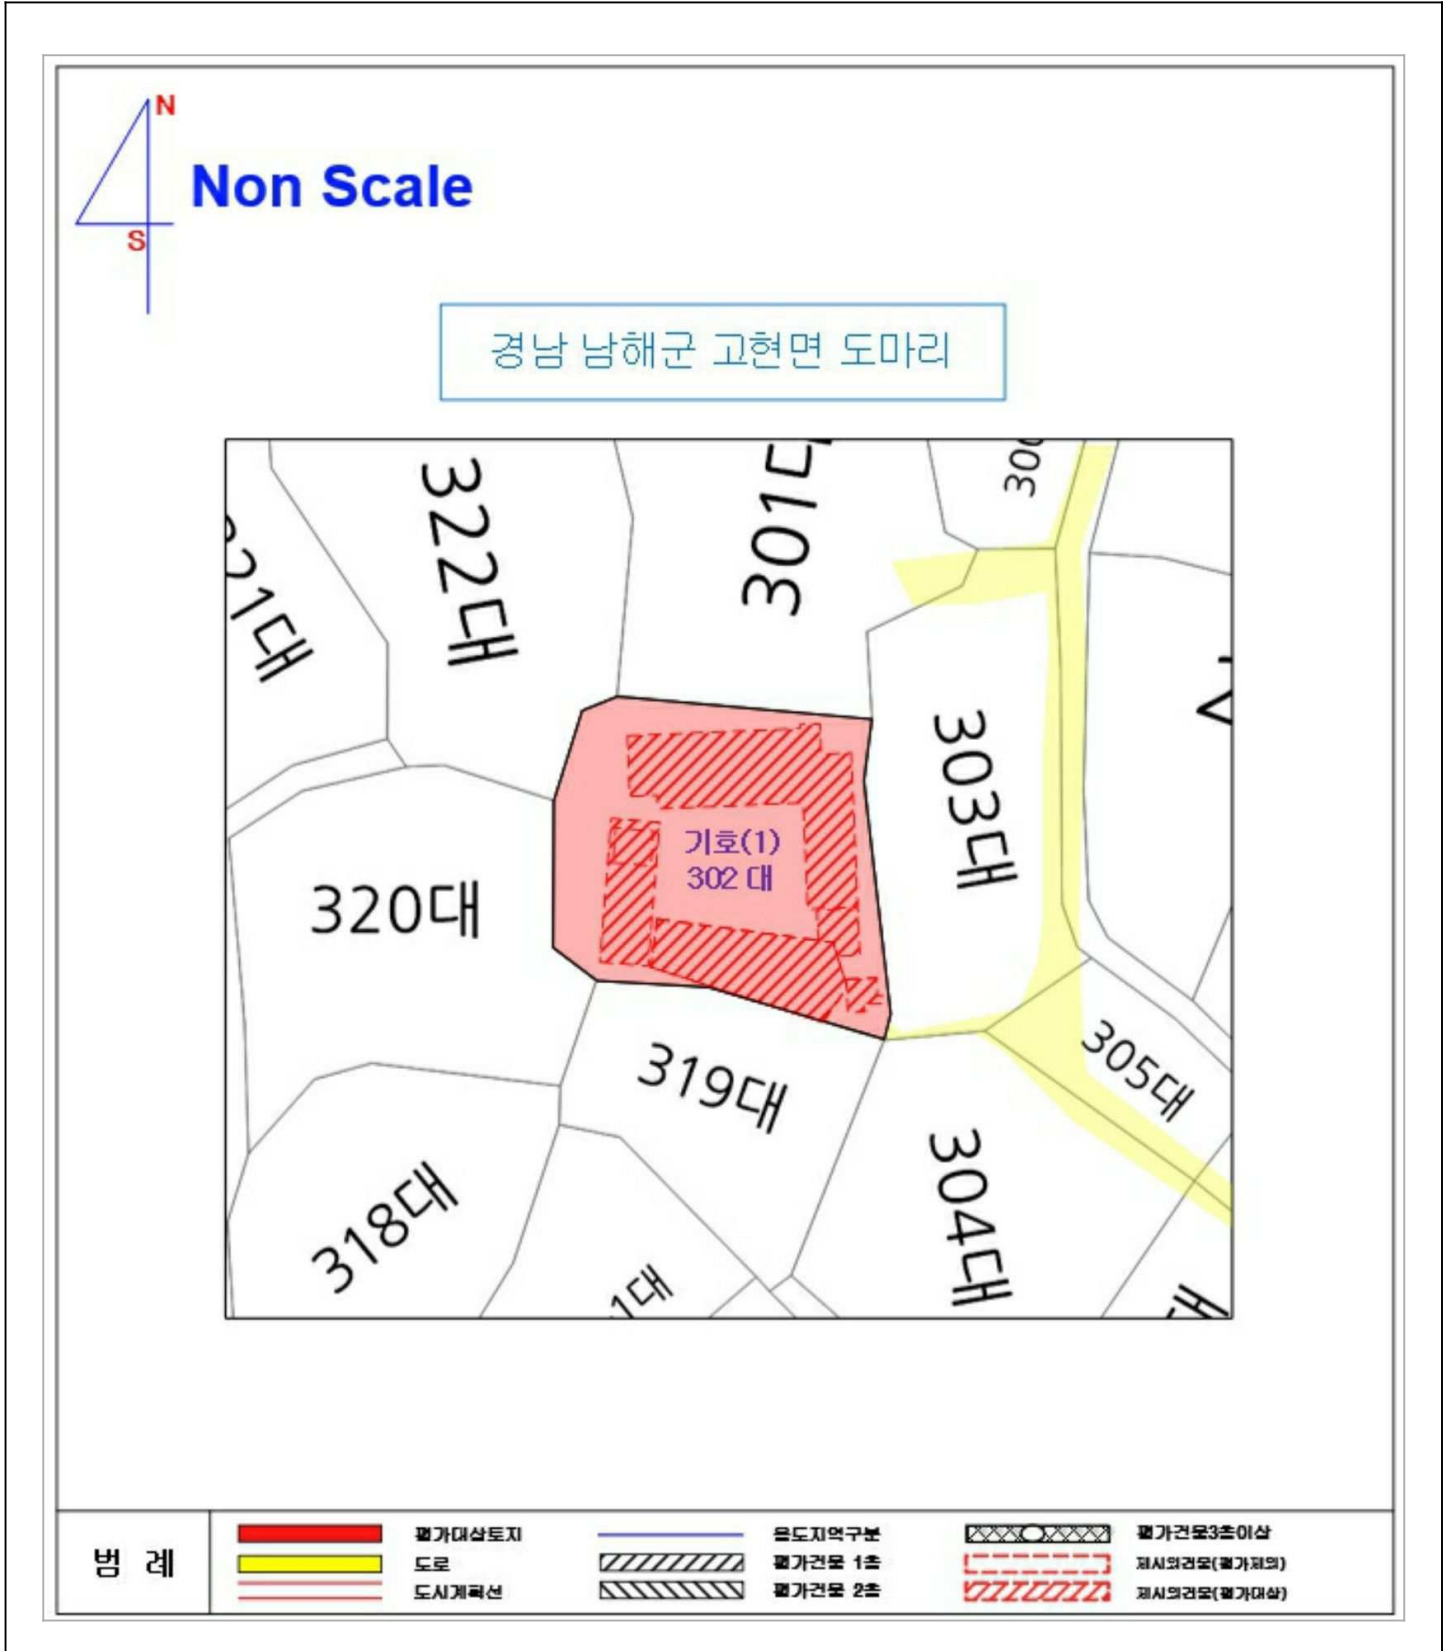 N
Non Scale
S
경남 남해군 고현면 도마리
322대
301대
300
321대
303대
기호(1)
302 대
320대
319대
305대
304대
318대
1대
범 례
평가대상토지
도로
도시계획선
용도지역구분
평가건물 1층
평가건물 2층
평가건물3층이상
제시외건물(평가제외)
제시외건물(평가대상)